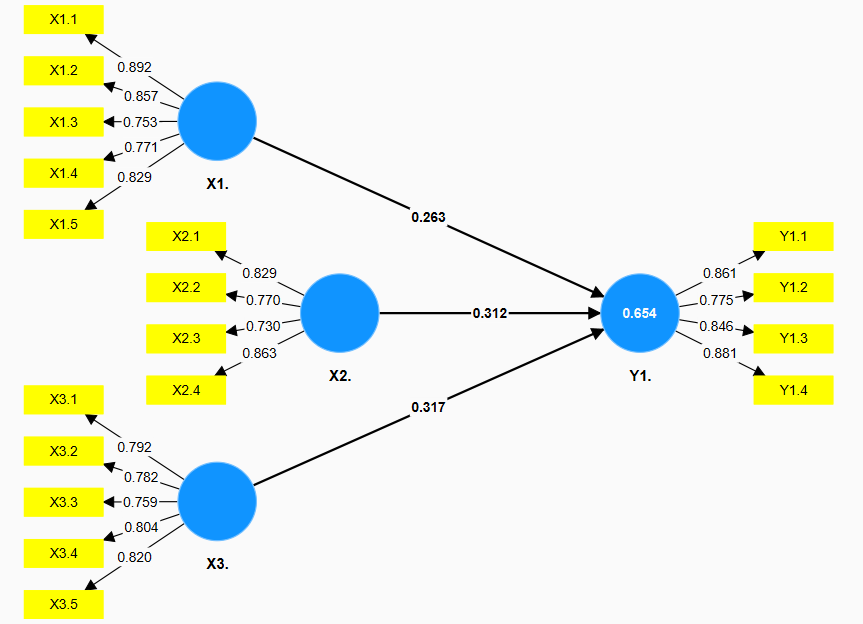 X1.1
X1.2
X1.3
X1.4
X1.5
0.892
0.857
0.753
0.771
0.829
X1.
0.263
X2.1
X2.2
X2.3
X2.4
0.829
0.770
0.730
0.863
X2.
0.312
X3.1
X3.2
X3.3
X3.4
X3.5
0.792
0.782
0.759
0.804
0.820
X3.
0.317
0.654
Y1.
0.861
0.775
0.846
0.881
Y1.1
Y1.2
Y1.3
Y1.4